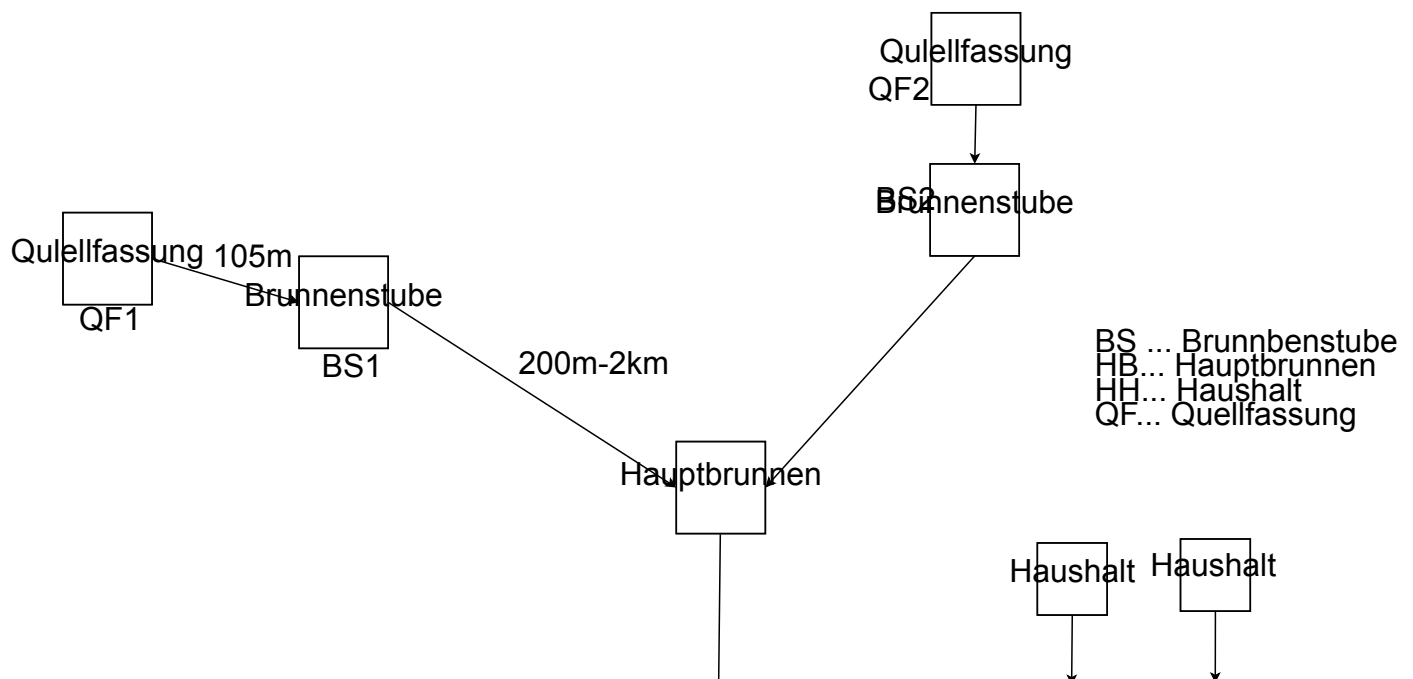 Qulellfassung
QF2
BS2
Brunnenstube
Qulellfassung
105m
QF1
Brunnenstube
BS1
200m-2km
BS ... Brunnbenstube
HB... Hauptbrunnen
HH... Haushalt
QF... Quellfassung
Hauptbrunnen
Haushalt
Haushalt